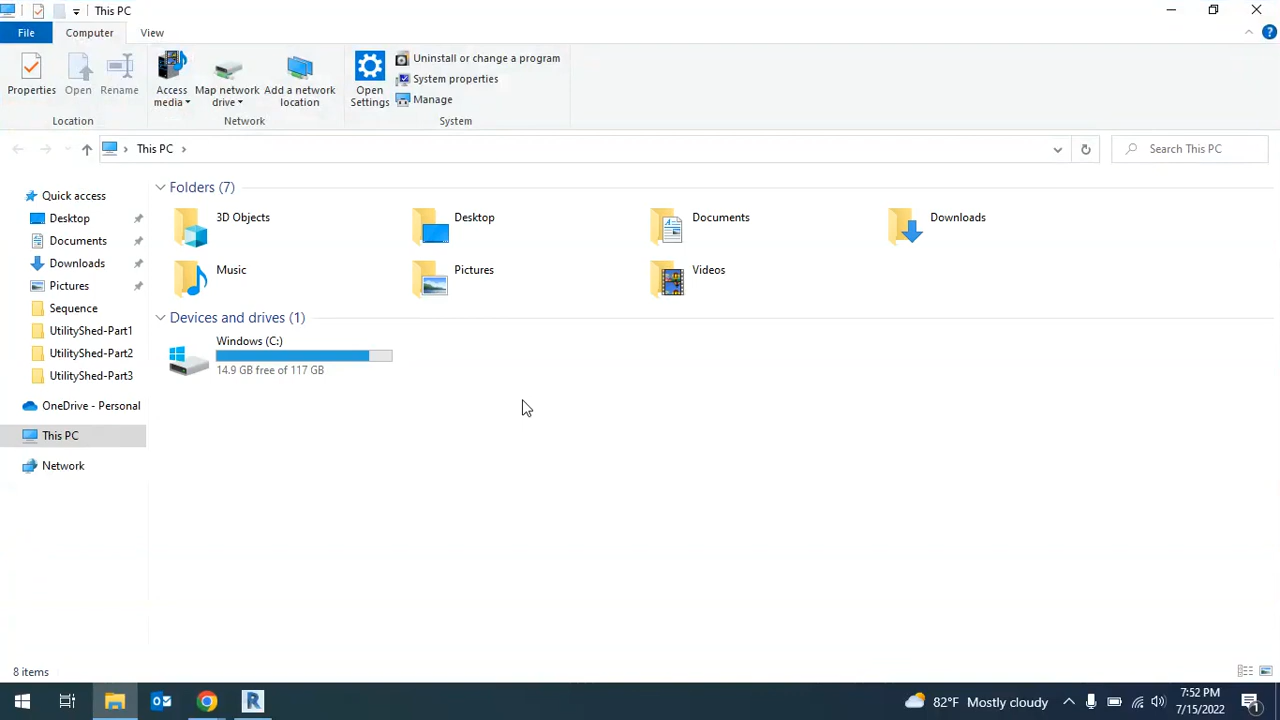 This PC
File Computer View
Properties Open Rename Access media Map network drive Add a network location Open Settings Uninstall or change a program
System properties
Manage
Location Network System
This PC
Search This PC
Quick access
Desktop
Documents
Downloads
Pictures
Sequence
UtilityShed-Part1
UtilityShed-Part2
UtilityShed-Part3
OneDrive - Personal
This PC
Network
Folders (7)
3D Objects Desktop Documents Downloads
Music Pictures Videos
Devices and drives (1)
Windows (C:)
14.9 GB free of 117 GB
8 items
82°F Mostly cloudy
7:52 PM
7/15/2022
1